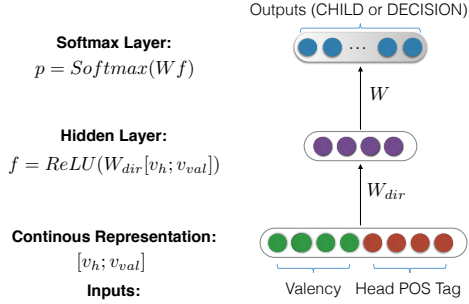 Outputs (CHILD or DECISION)
Softmax Layer:
p = Softmax(Wf)
...
W
Hidden Layer:
f = ReLU(W_dir[v_h; v_val])
W_dir
Continous Representation:
[v_h; v_val]
Inputs:
Valency Head POS Tag